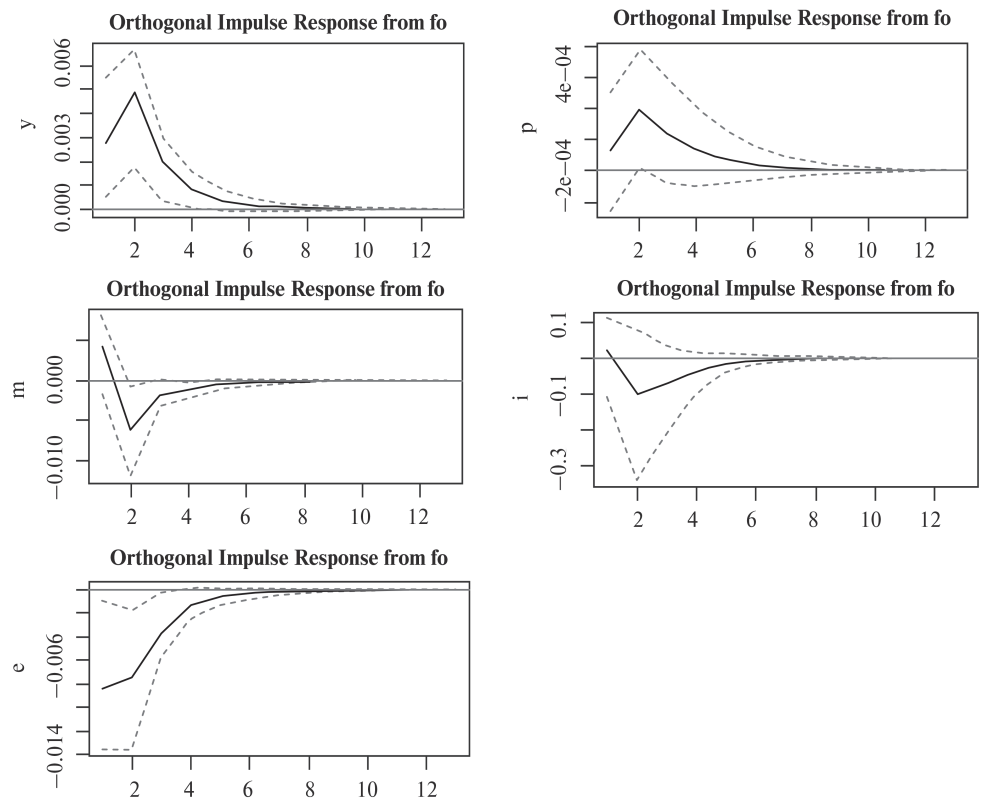 Orthogonal Impulse Response from fo
y
0.006
0.003
0.000
2 4 6 8 10 12
Orthogonal Impulse Response from fo
p
4e−04
−2e−04
2 4 6 8 10 12
Orthogonal Impulse Response from fo
m
0.000
−0.010
2 4 6 8 10 12
Orthogonal Impulse Response from fo
i
0.1
−0.1
−0.3
2 4 6 8 10 12
Orthogonal Impulse Response from fo
e
−0.006
−0.014
2 4 6 8 10 12